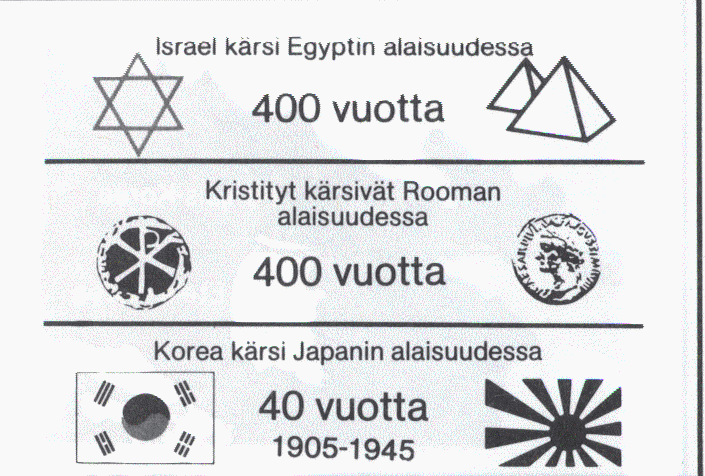 Israel kärsi Egyptin alaisuudessa
400 vuotta
Kristityt kärsivät Rooman
alaisuudessa
400 vuotta
Korea kärsi Japanin alaisuudessa
40 vuotta
1905-1945